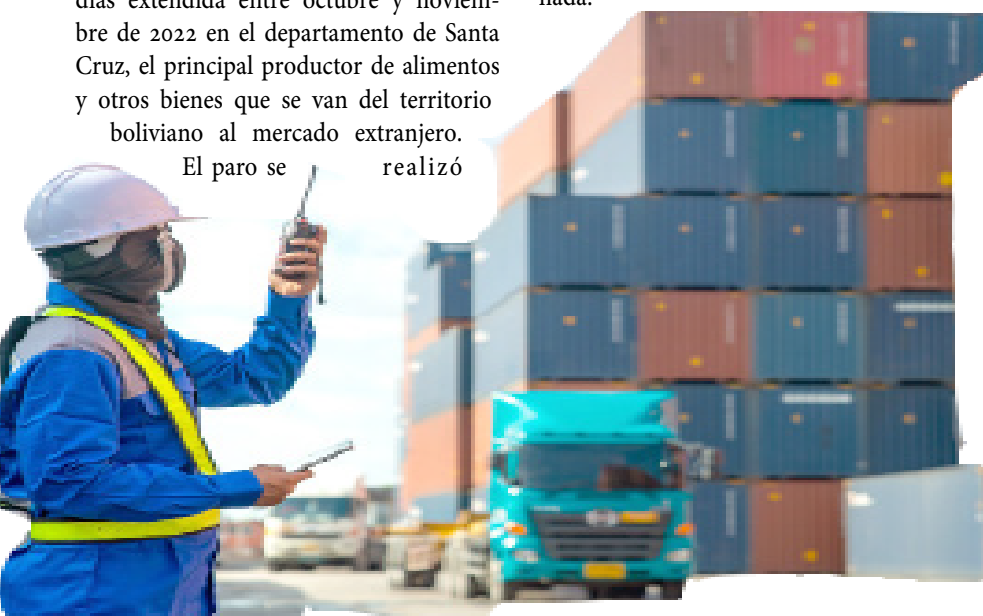 días extendida entre octubre y noviem-
bre de 2022 en el departamento de Santa
Cruz, el principal productor de alimentos
y otros bienes que se van del territorio
boliviano al mercado extranjero.
El paro se realizó
nada.